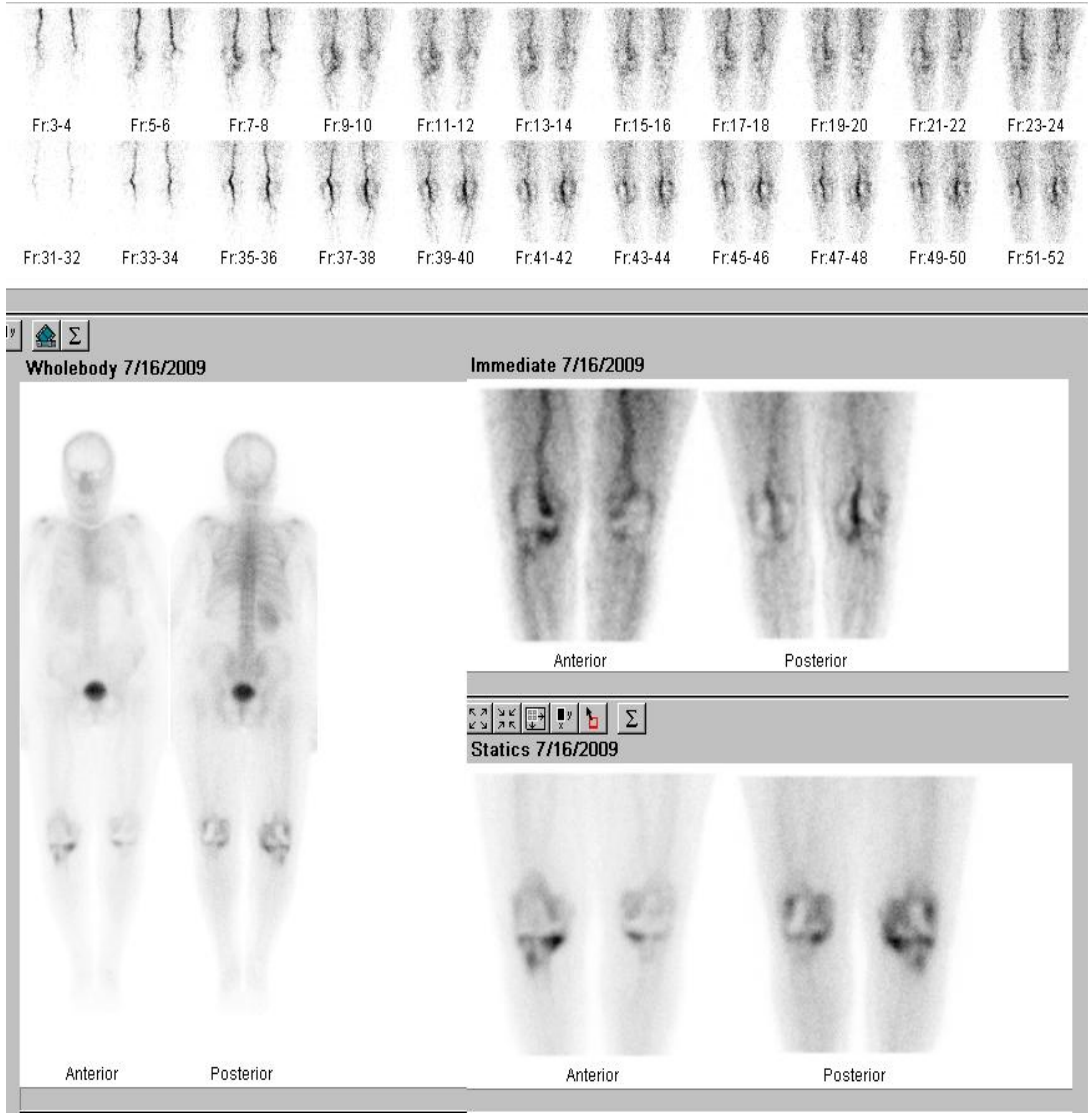 Fr:3-4 Fr:5-6 Fr:7-8 Fr:9-10 Fr:11-12 Fr:13-14 Fr:15-16 Fr:17-18 Fr:19-20 Fr:21-22 Fr:23-24
Fr:31-32 Fr:33-34 Fr:35-36 Fr:37-38 Fr:39-40 Fr:41-42 Fr:43-44 Fr:45-46 Fr:47-48 Fr:49-50 Fr:51-52
y Σ
Wholebody 7/16/2009
Immediate 7/16/2009
Anterior Posterior
y x Σ
Statics 7/16/2009
Anterior Posterior
Anterior Posterior